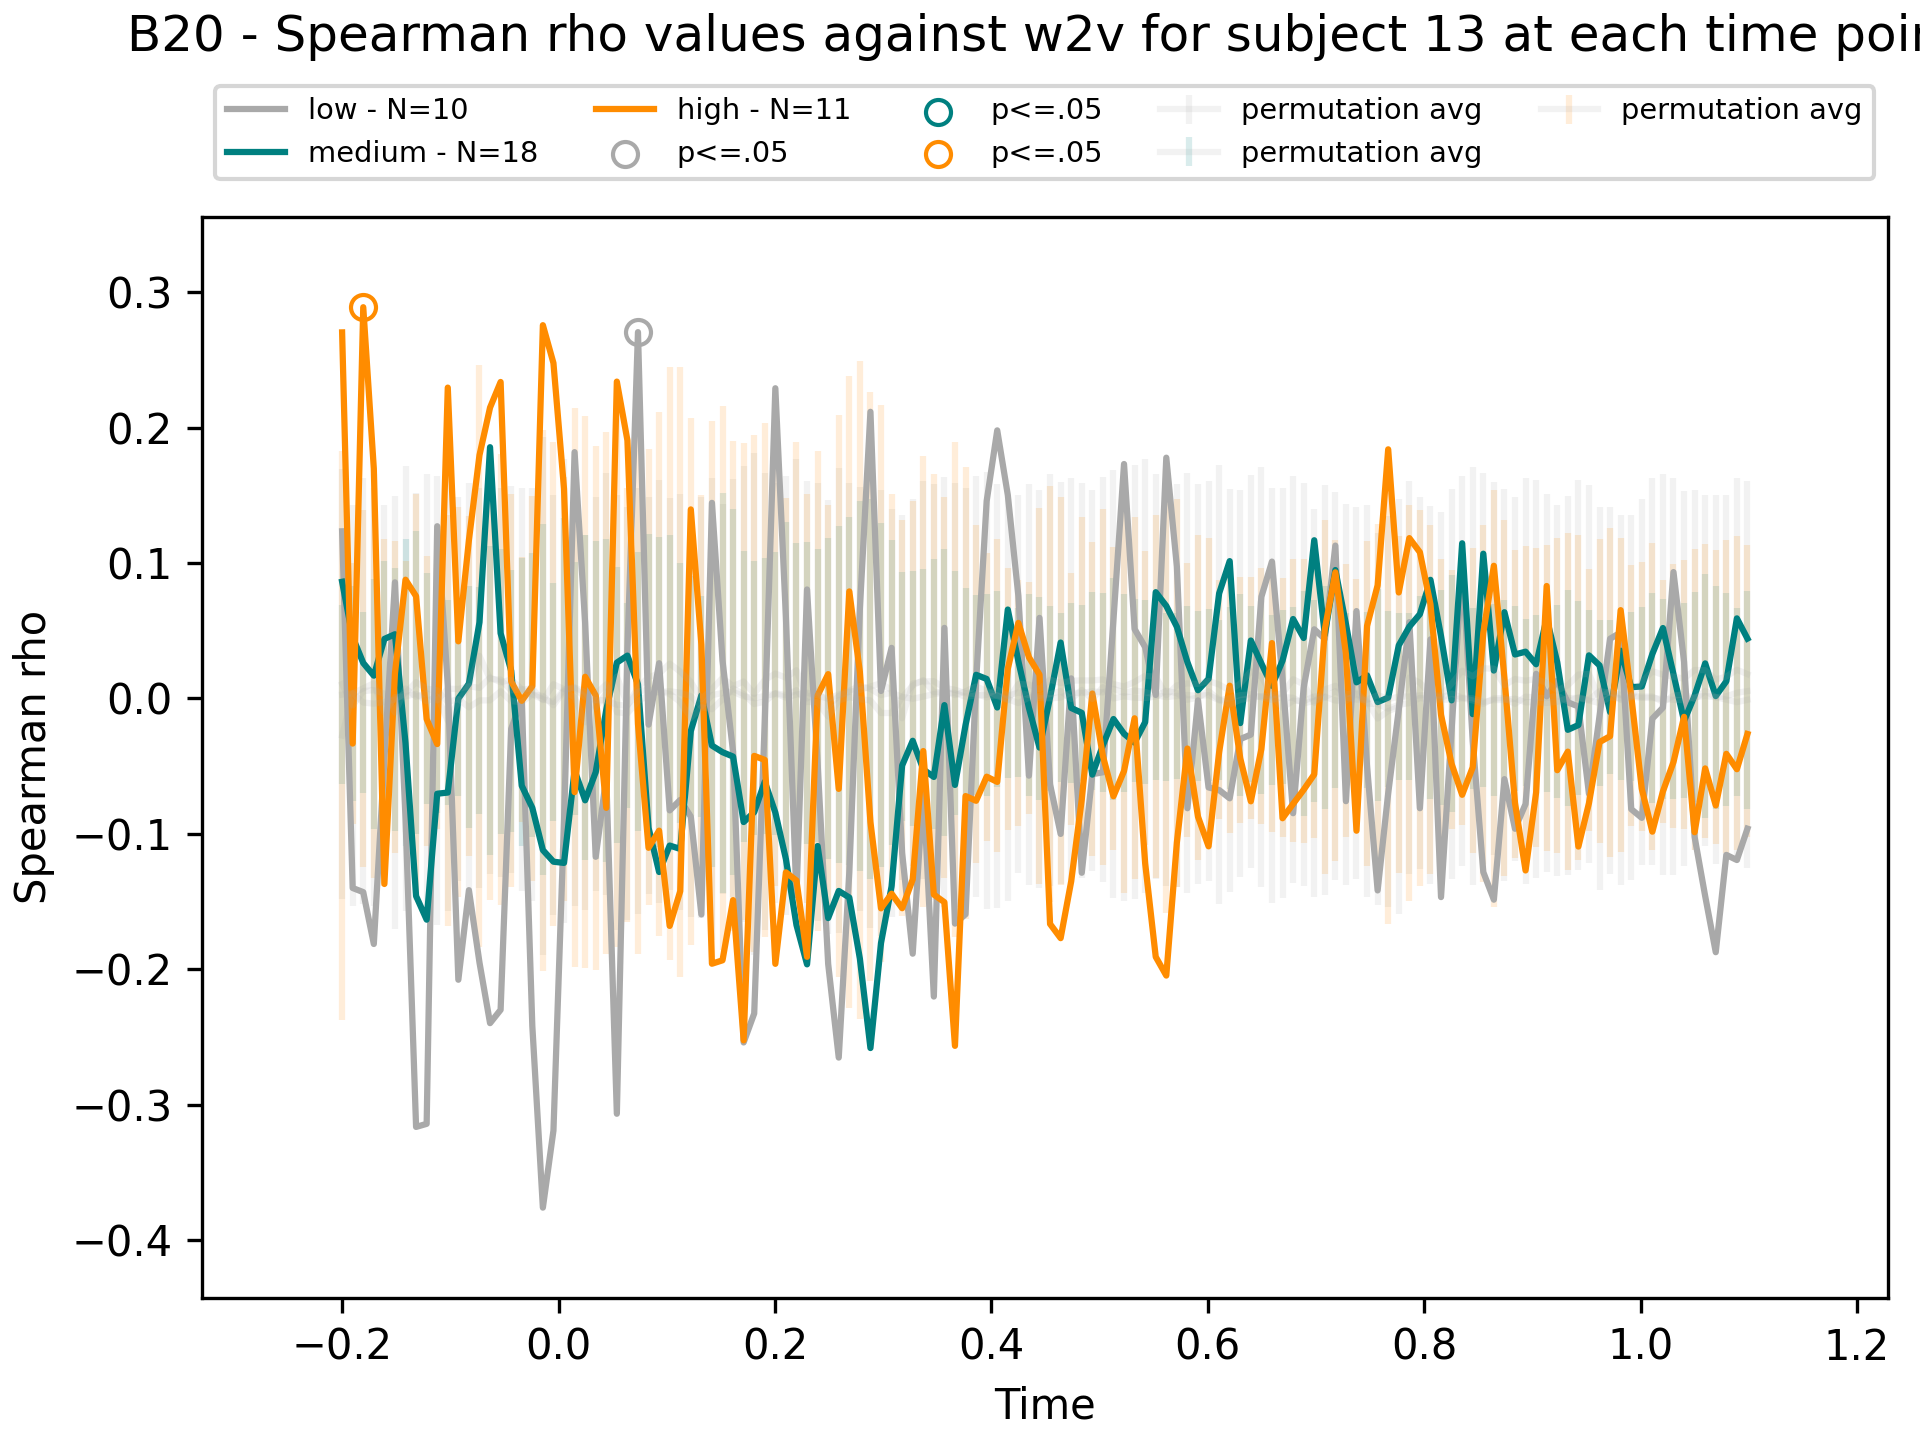 B20 - Spearman rho values against w2v for subject 13 at each time
low - N=10 high - N=11 p<=.05 permutation avg permutation avg
medium - N=18 p<=.05 p<=.05 permutation avg
0.3
0.2
0.1
0.0
−0.1
−0.2
−0.3
−0.4
Spearman rho
−0.2 0.0 0.2 0.4 0.6 0.8 1.0 1.2
Time